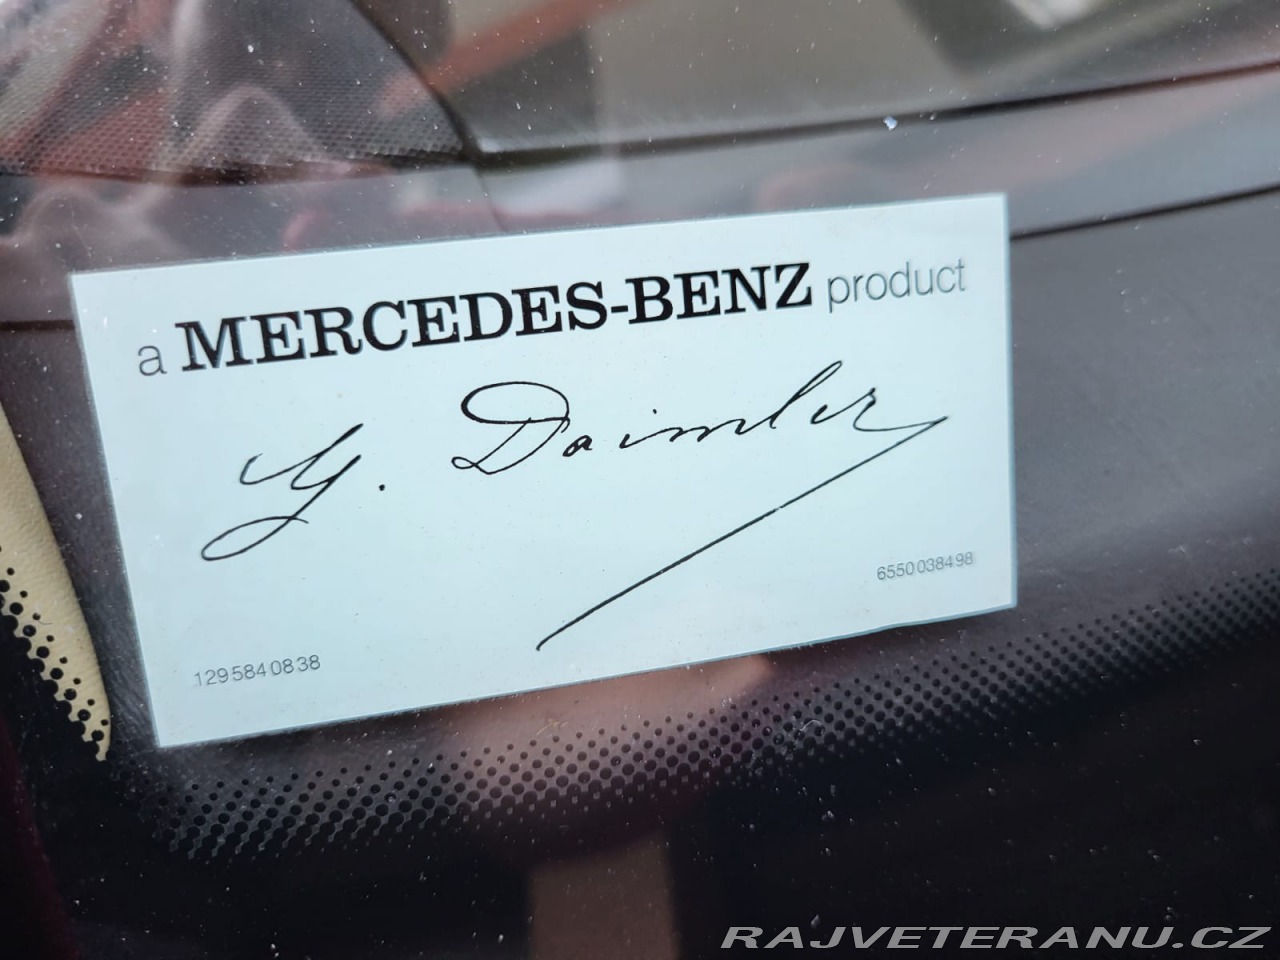 a MERCEDES-BENZ product
G. Daimler
6550038498
1295840838
RAJVETERANU.CZ